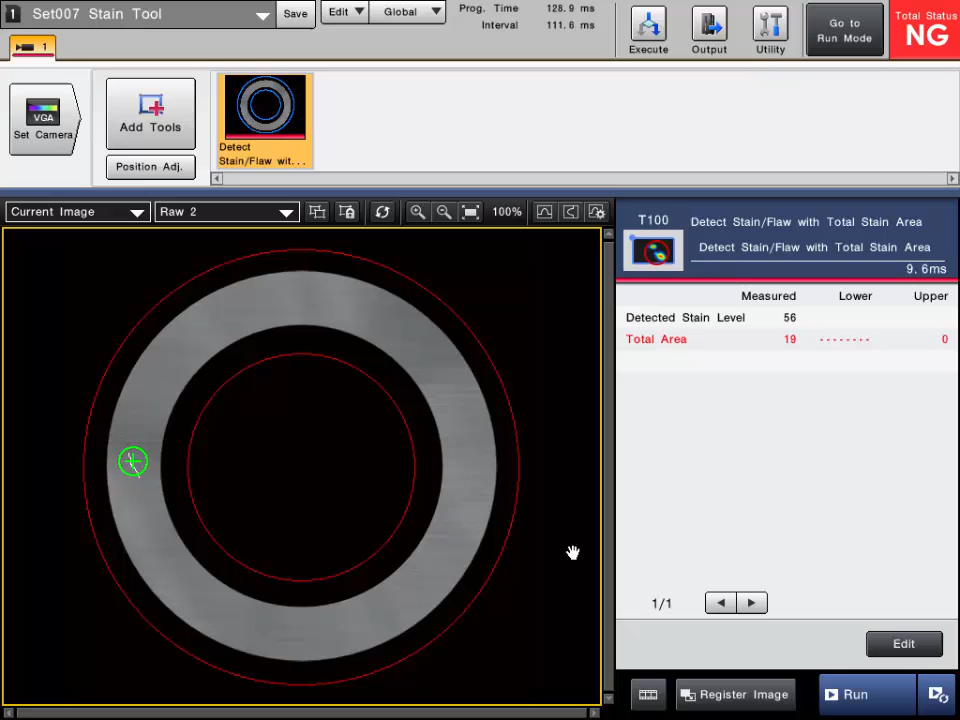 1 Set007 Stain Tool Save Edit Global Prog. Time 128.9 ms
Interval 111.6 ms
Execute Output Utility Go to Run Mode Total Status NG
1
VGA
Set Camera
Add Tools
Position Adj.
Detect
Stain/Flaw wit...
Current Image Raw 2 100%
T100 Detect Stain/Flaw with Total Stain Area
Detect Stain/Flaw with Total Stain Area
9.6ms
Measured Lower Upper
Detected Stain Level 56
Total Area 19 -------- 0
1/1
Edit
Register Image Run